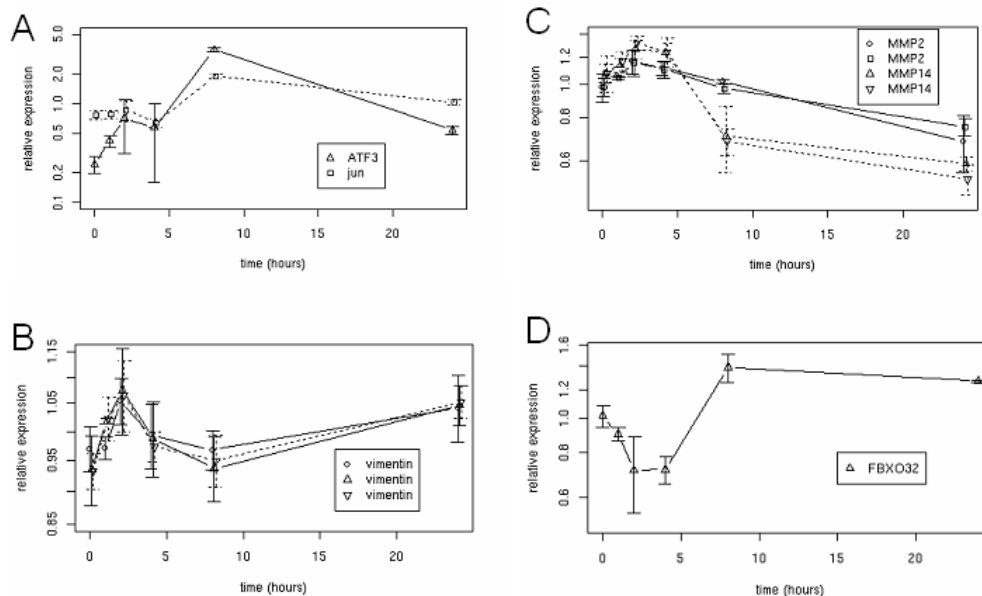 A
relative expression
5.0
2.0
1.0
0.5
0.2
0.1
ATF3
jun
0 5 10 15 20
time (hours)
C
relative expression
1.2
1.0
0.8
0.6
MMP2
MMP2
MMP14
MMP14
0 5 10 15 20
time (hours)
B
relative expression
1.15
1.05
0.95
0.85
vimentin
vimentin
vimentin
0 5 10 15 20
time (hours)
D
relative expression
1.6
1.2
1.0
0.8
0.6
FBXO32
0 5 10 15 20
time (hours)